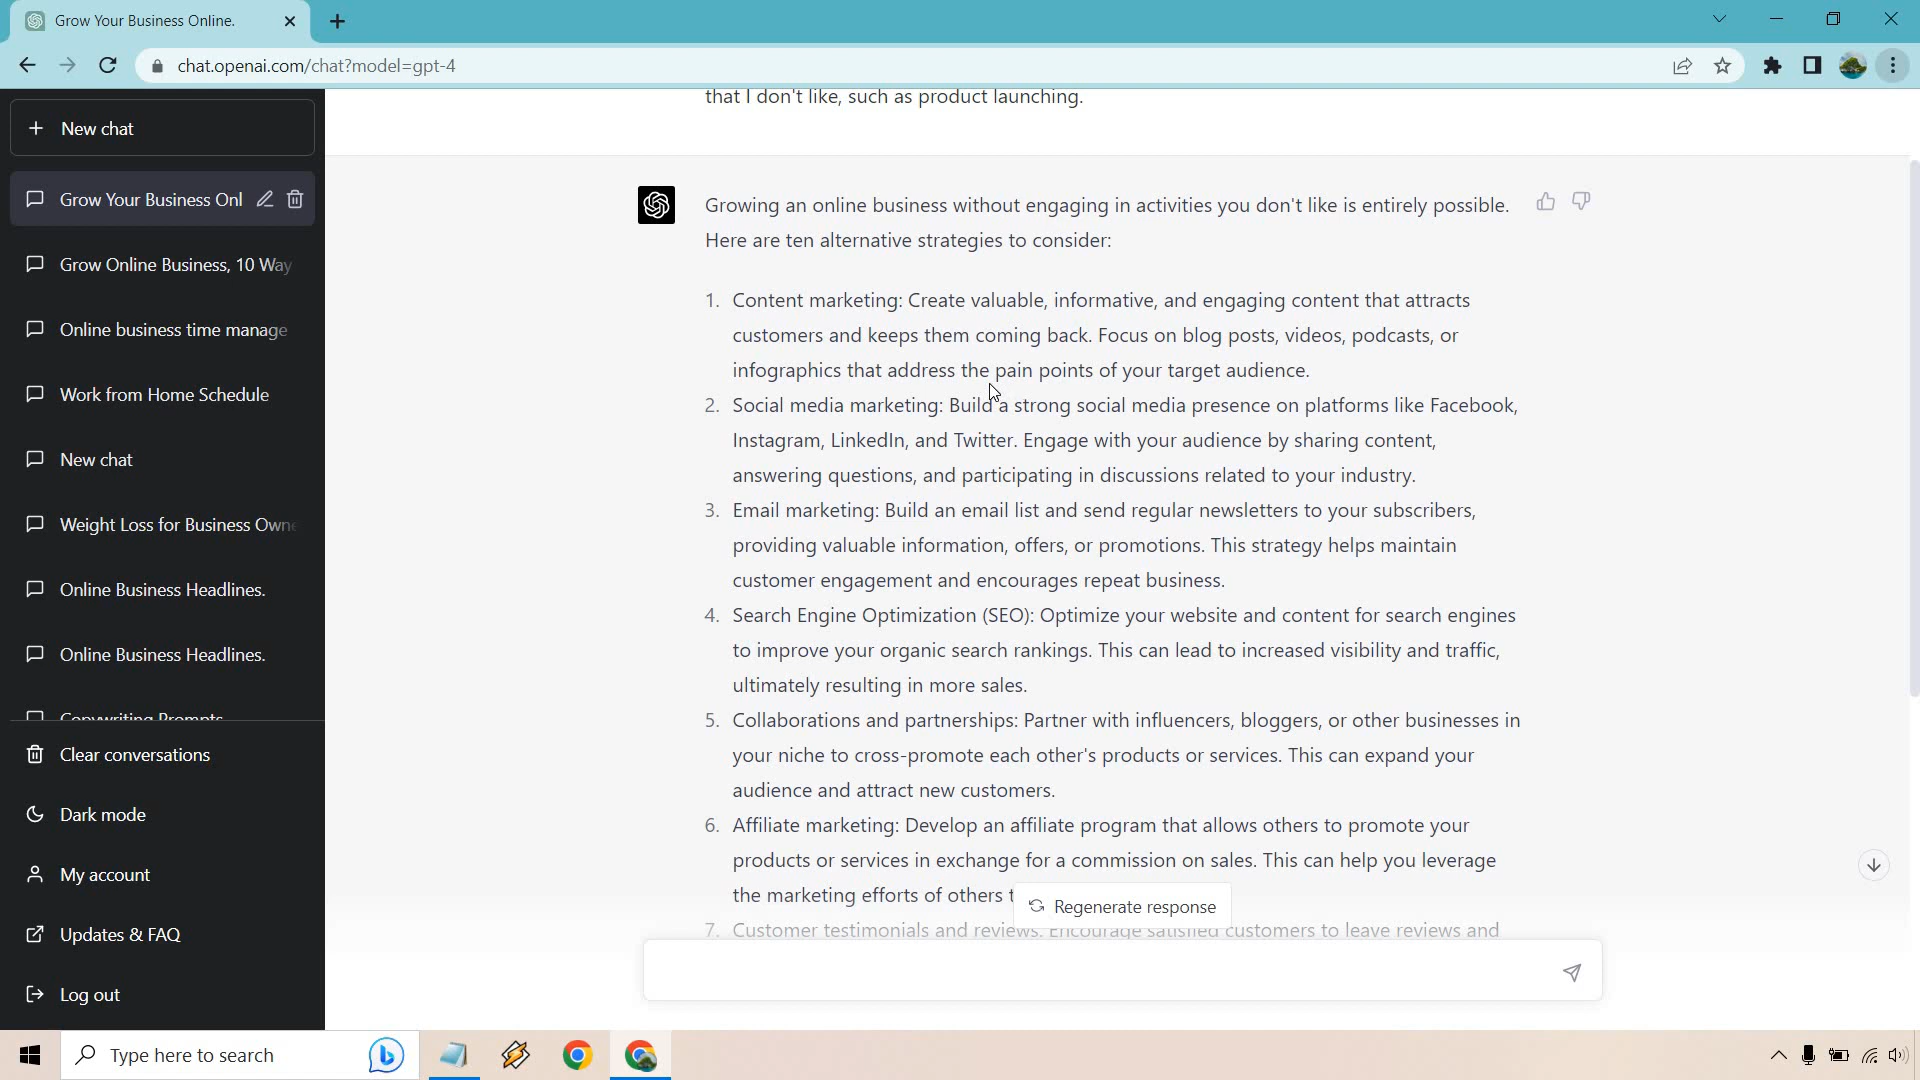 Grow Your Business Online.
chat.openai.com/chat?model=gpt-4
New chat
Grow Your Business Onl
Grow Online Business, 10 Way
Online business time manage
Work from Home Schedule
New chat
Weight Loss for Business Owne
Online Business Headlines.
Online Business Headlines.
Copywriting Prompts
Clear conversations
Dark mode
My account
Updates & FAQ
Log out
that I don't like, such as product launching.
Growing an online business without engaging in activities you don't like is entirely possible.
Here are ten alternative strategies to consider:
1. Content marketing: Create valuable, informative, and engaging content that attracts
customers and keeps them coming back. Focus on blog posts, videos, podcasts, or
infographics that address the pain points of your target audience.
2. Social media marketing: Build a strong social media presence on platforms like Facebook,
Instagram, LinkedIn, and Twitter. Engage with your audience by sharing content,
answering questions, and participating in discussions related to your industry.
3. Email marketing: Build an email list and send regular newsletters to your subscribers,
providing valuable information, offers, or promotions. This strategy helps maintain
customer engagement and encourages repeat business.
4. Search Engine Optimization (SEO): Optimize your website and content for search engines
to improve your organic search rankings. This can lead to increased visibility and traffic,
ultimately resulting in more sales.
5. Collaborations and partnerships: Partner with influencers, bloggers, or other businesses in
your niche to cross-promote each other's products or services. This can expand your
audience and attract new customers.
6. Affiliate marketing: Develop an affiliate program that allows others to promote your
products or services in exchange for a commission on sales. This can help you leverage
the marketing efforts of others
Regenerate response
7. Customer testimonials and reviews: Encourage satisfied customers to leave reviews and
Type here to search